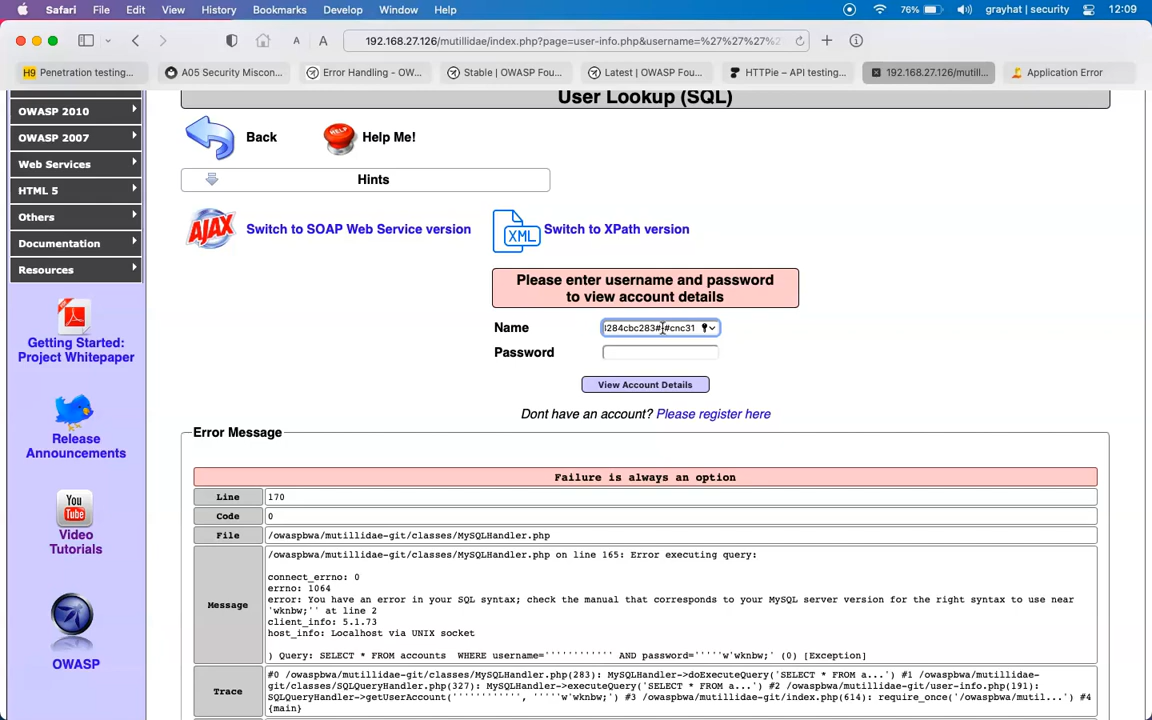 Safari File Edit View History Bookmarks Develop Window Help 76% grayhat | security 12:09
A A 192.168.27.126/mutillidae/index.php?page=user-info.php&username=%27%27%27%2
H9 Penetration testing... A05 Security Miscon... Error Handling - OW... Stable | OWASP Fou... Latest | OWASP Fou... HTTPie – API testing... 192.168.27.126/mutill... Application Error
User Lookup (SQL)
OWASP 2010
OWASP 2007
Web Services
HTML 5
Others
Documentation
Resources
Getting Started:
Project Whitepaper
Release
Announcements
You
Tube
Video
Tutorials
OWASP
Back HELP Help Me!
Hints
AJAX Switch to SOAP Web Service version XML Switch to XPath version
Please enter username and password
to view account details
Name
Password
View Account Details
Dont have an account? Please register here
Error Message
Failure is always an option
Line 170
Code 0
File /owaspbwa/mutillidae-git/classes/MySQLHandler.php
Message
/owaspbwa/mutillidae-git/classes/MySQLHandler.php on line 165: Error executing query:
connect_errno: 0
errno: 1064
error: You have an error in your SQL syntax; check the manual that corresponds to your MySQL server version for the right syntax to use near
'wknbw;'' at line 2
client_info: 5.1.73
host_info: Localhost via UNIX socket
) Query: SELECT * FROM accounts WHERE username='''''''''''' AND password='''''w'wknbw;' (0) [Exception]
Trace
#0 /owaspbwa/mutillidae-git/classes/MySQLHandler.php(283): MySQLHandler->doExecuteQuery('SELECT * FROM a...') #1 /owaspbwa/mutillidae-
git/classes/SQLQueryHandler.php(327): MySQLHandler->executeQuery('SELECT * FROM a...') #2 /owaspbwa/mutillidae-git/user-info.php(191):
SQLQueryHandler->getUserAccount('''''''''''', '''''w'wknbw;') #3 /owaspbwa/mutillidae-git/index.php(614): require_once('/owaspbwa/mutil...') #4
{main}